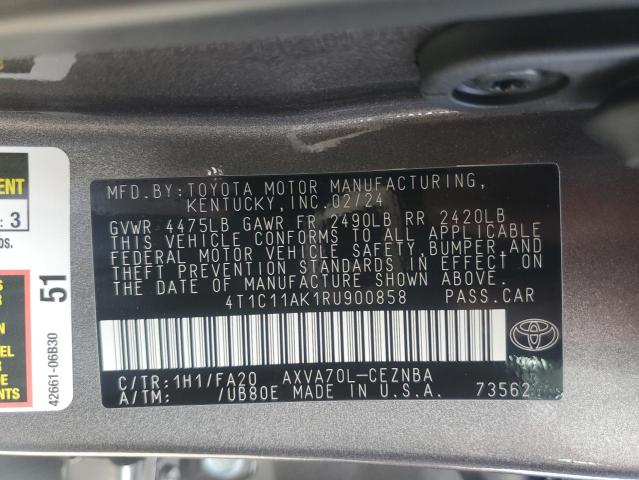 MFD.BY:TOYOTA MOTOR MANUFACTURING,
KENTUCKY,INC.02/24
GVWR 4475LB GAWR FR 2490LB RR 2420LB
THIS VEHICLE CONFORMS TO ALL APPLICABLE
FEDERAL MOTOR VEHICLE SAFETY, BUMPER, AND
THEFT PREVENTION STANDARDS IN EFFECT ON
THE DATE OF MANUFACTURE SHOWN ABOVE.
4T1C11AK1RU900858 PASS.CAR
C/TR:1H1/FA20 AXVA70L-CEZNBA
A/TM: /UB80E MADE IN U.S.A. 73562
: 3
51
42661-06B30